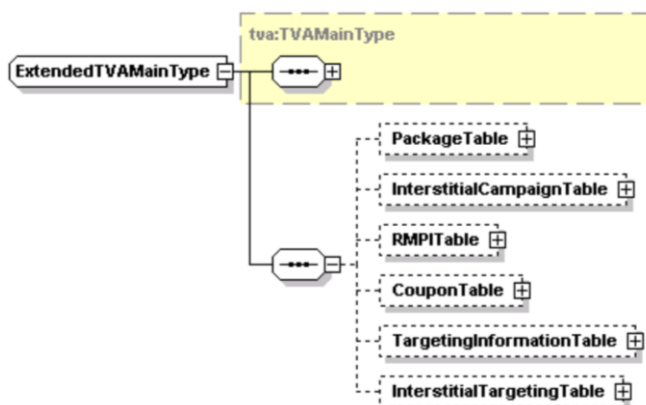 tva:TVAMainType
ExtendedTVAMainType
PackageTable
InterstitialCampaignTable
RMPITable
CouponTable
TargetingInformationTable
InterstitialTargetingTable